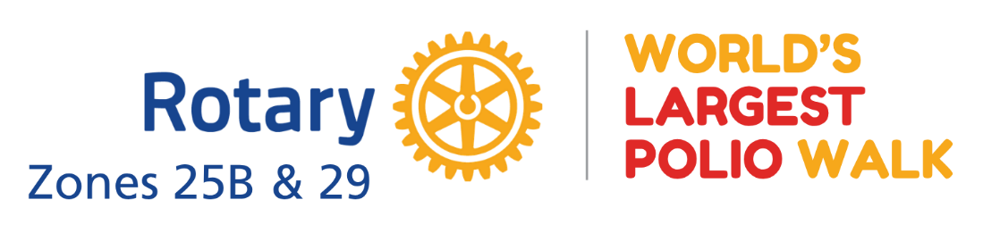 Rotary
Zones 25B & 29
WORLD'S
LARGEST
POLIO WALK